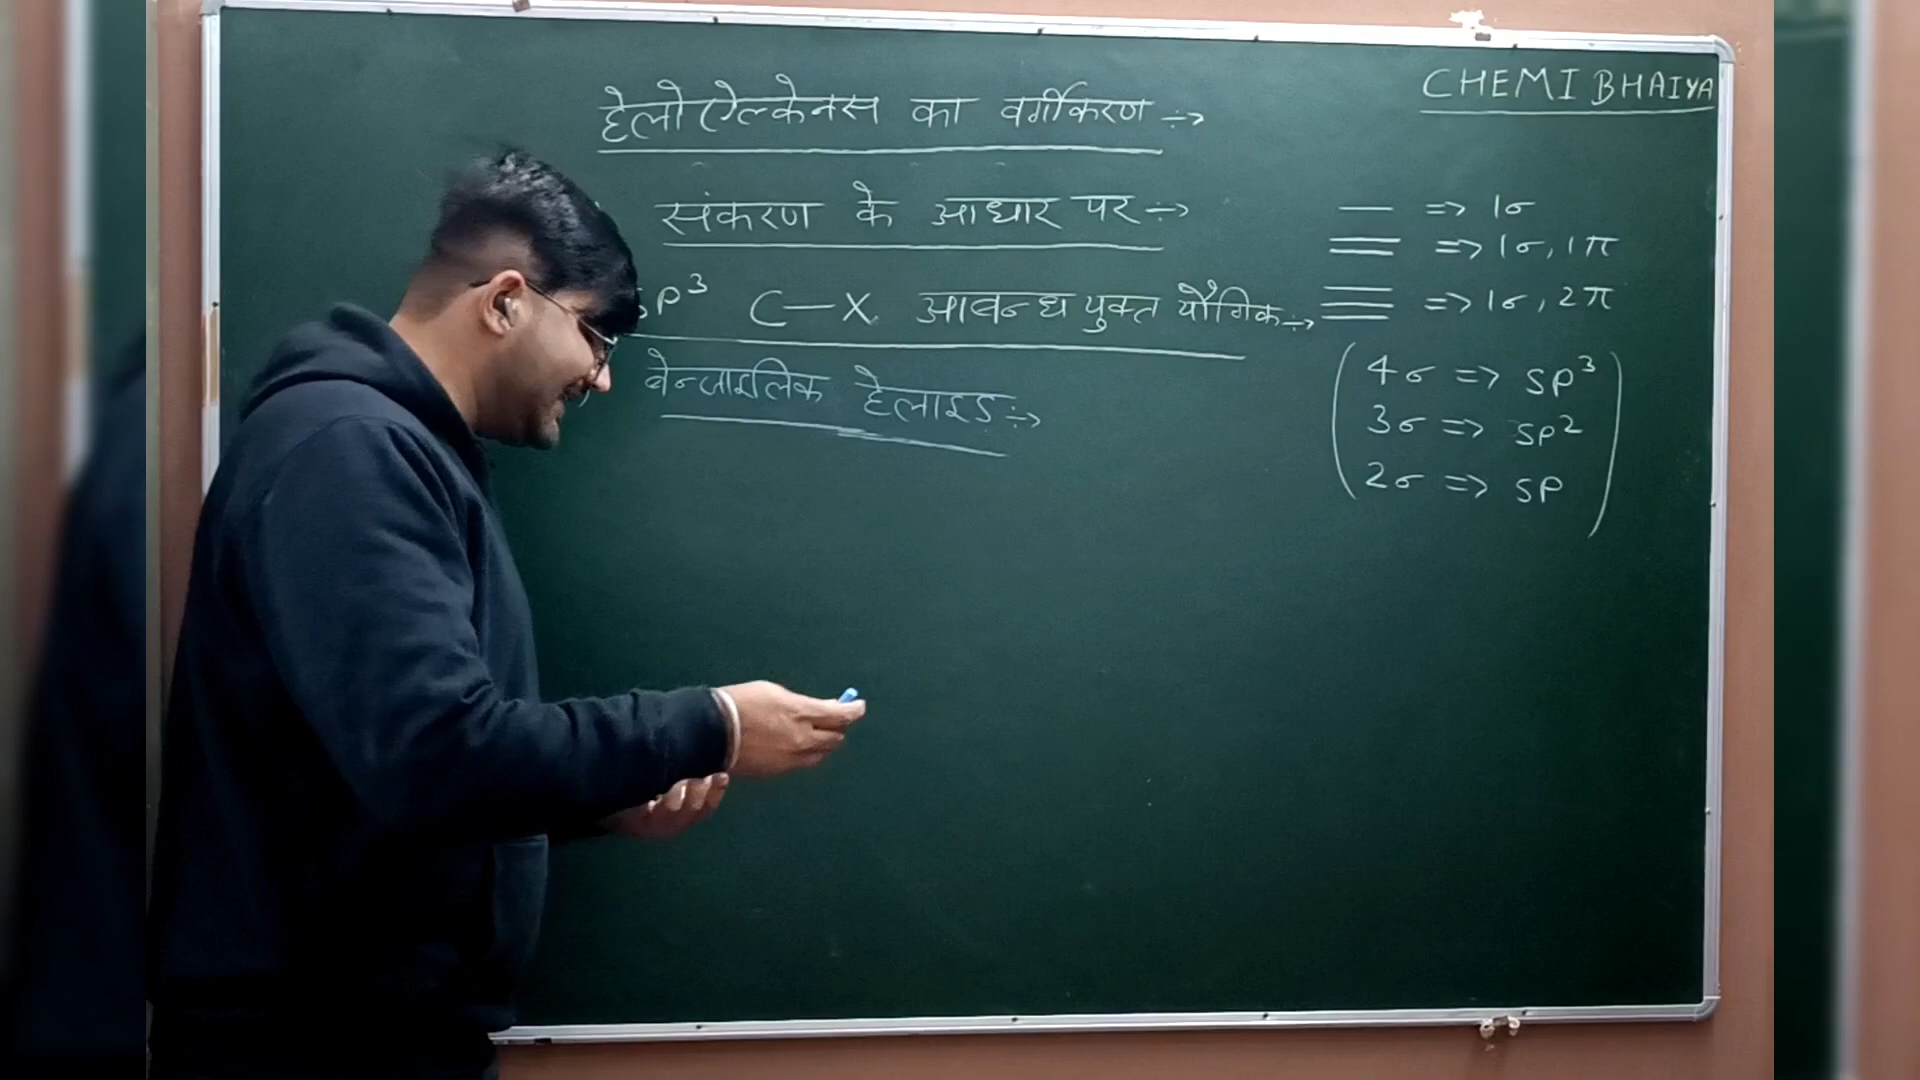 CHEMI BHAIYA
हेलोऐल्केनस का वर्गीकरण ÷>
संकरण के आधार पर ÷>
SP³ C—X आबन्ध युक्त यौगिक ÷>
बेन्जाइलिक हेलाइड ÷>
— => 1σ
= => 1σ, 1π
≡ => 1σ, 2π
4σ => SP³
3σ => SP²
2σ => SP